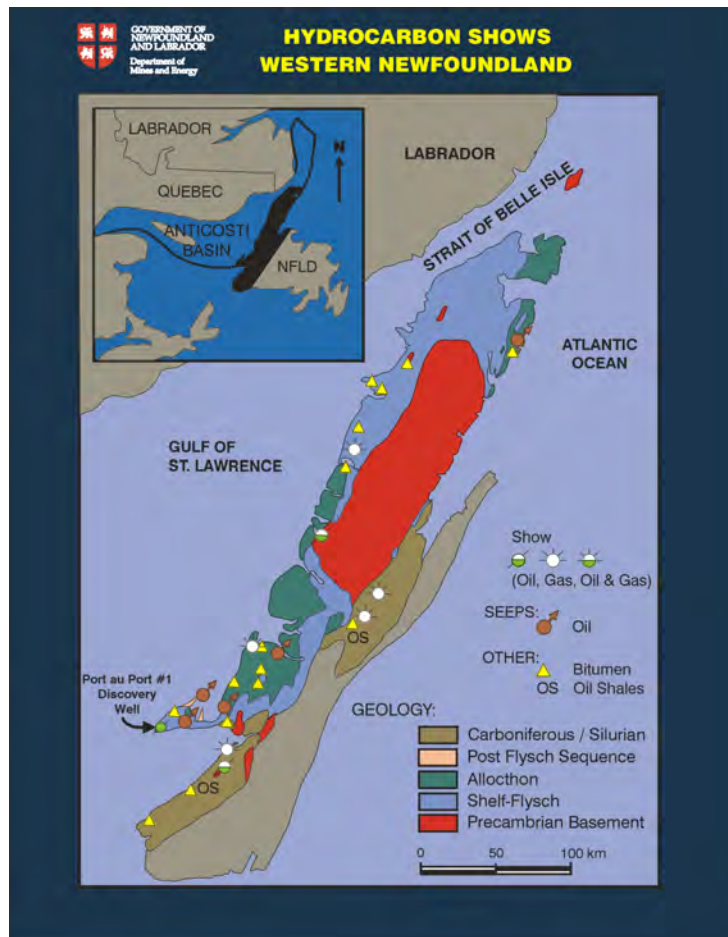 GOVERNMENT OF
NEWFOUNDLAND
AND LABRADOR
Department of
Mines and Energy
HYDROCARBON SHOWS
WESTERN NEWFOUNDLAND
LABRADOR
QUEBEC
ANTICOSTI
BASIN
NFLD
N
LABRADOR
STRAIT OF BELLE ISLE
ATLANTIC
OCEAN
GULF OF
ST. LAWRENCE
Show
(Oil, Gas, Oil & Gas)
SEEPS:
Oil
OTHER:
Bitumen
OS Oil Shales
OS
Port au Port #1
Discovery
Well
OS
GEOLOGY:
Carboniferous / Silurian
Post Flysch Sequence
Allocthon
Shelf-Flysch
Precambrian Basement
0 50 100 km